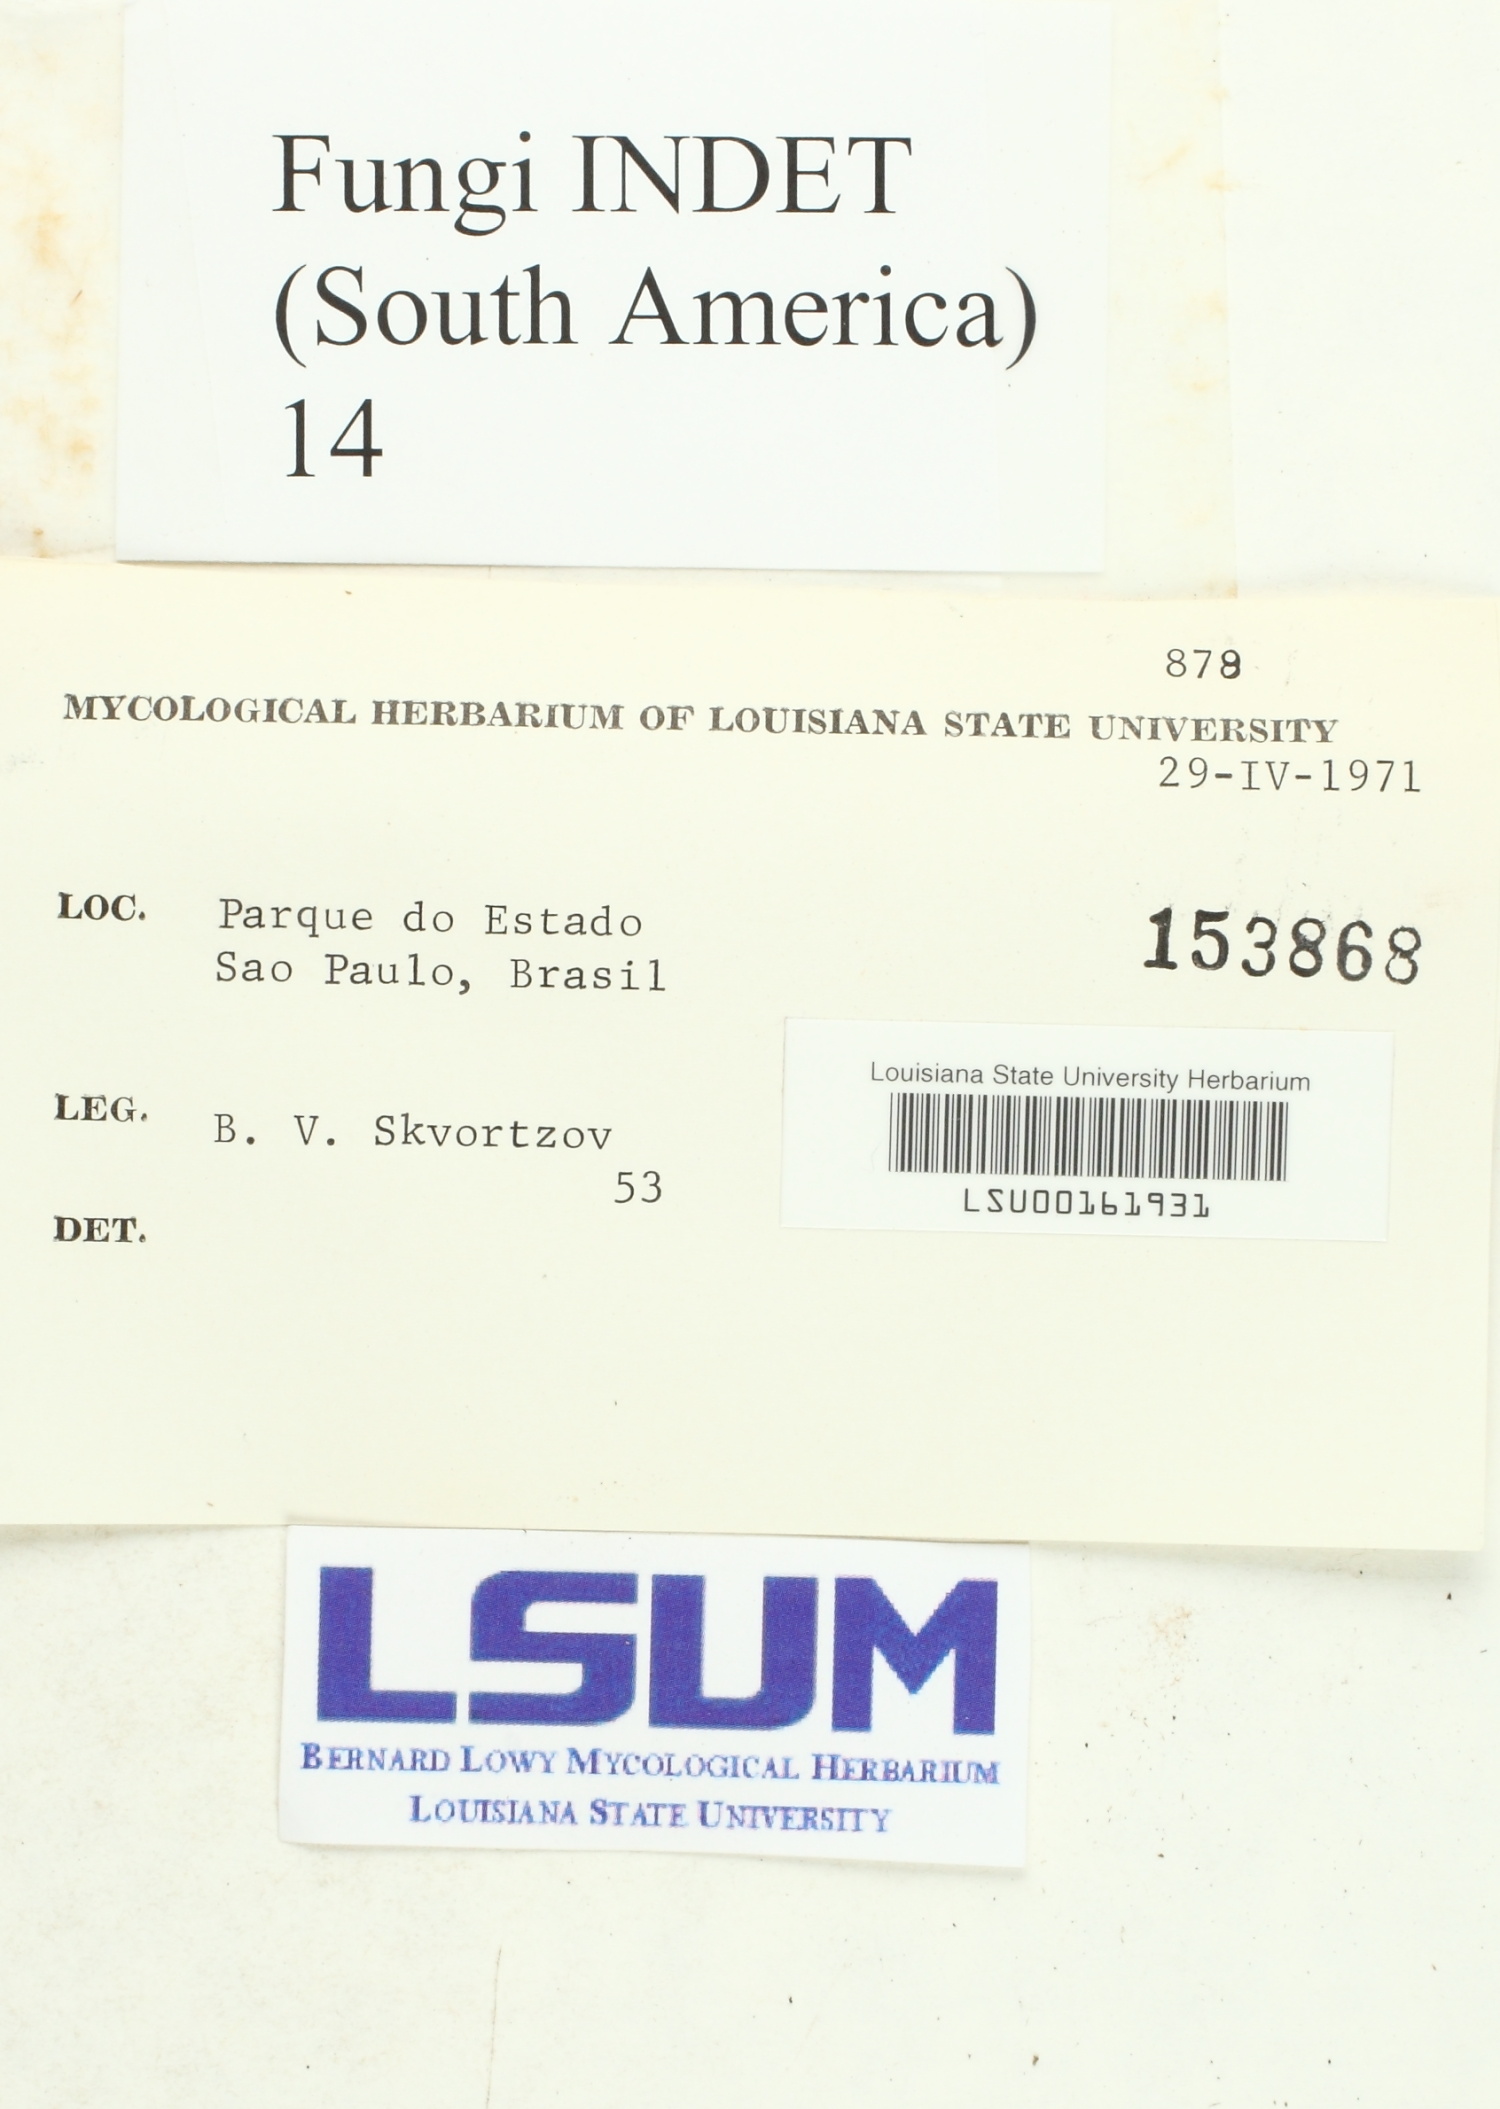 Fungi INDET
(South America)
14
878
MYCOLOGICAL HERBARIUM OF LOUISIANA STATE UNIVERSITY
29-IV-1971
LOC. Parque do Estado
Sao Paulo, Brasil
153868
Louisiana State University Herbarium
LSU00161931
LEG. B. V. Skvortzov
53
DET.
LSUM
BERNARD LOWY MYCOLOGICAL HERBARIUM
LOUISIANA STATE UNIVERSITY